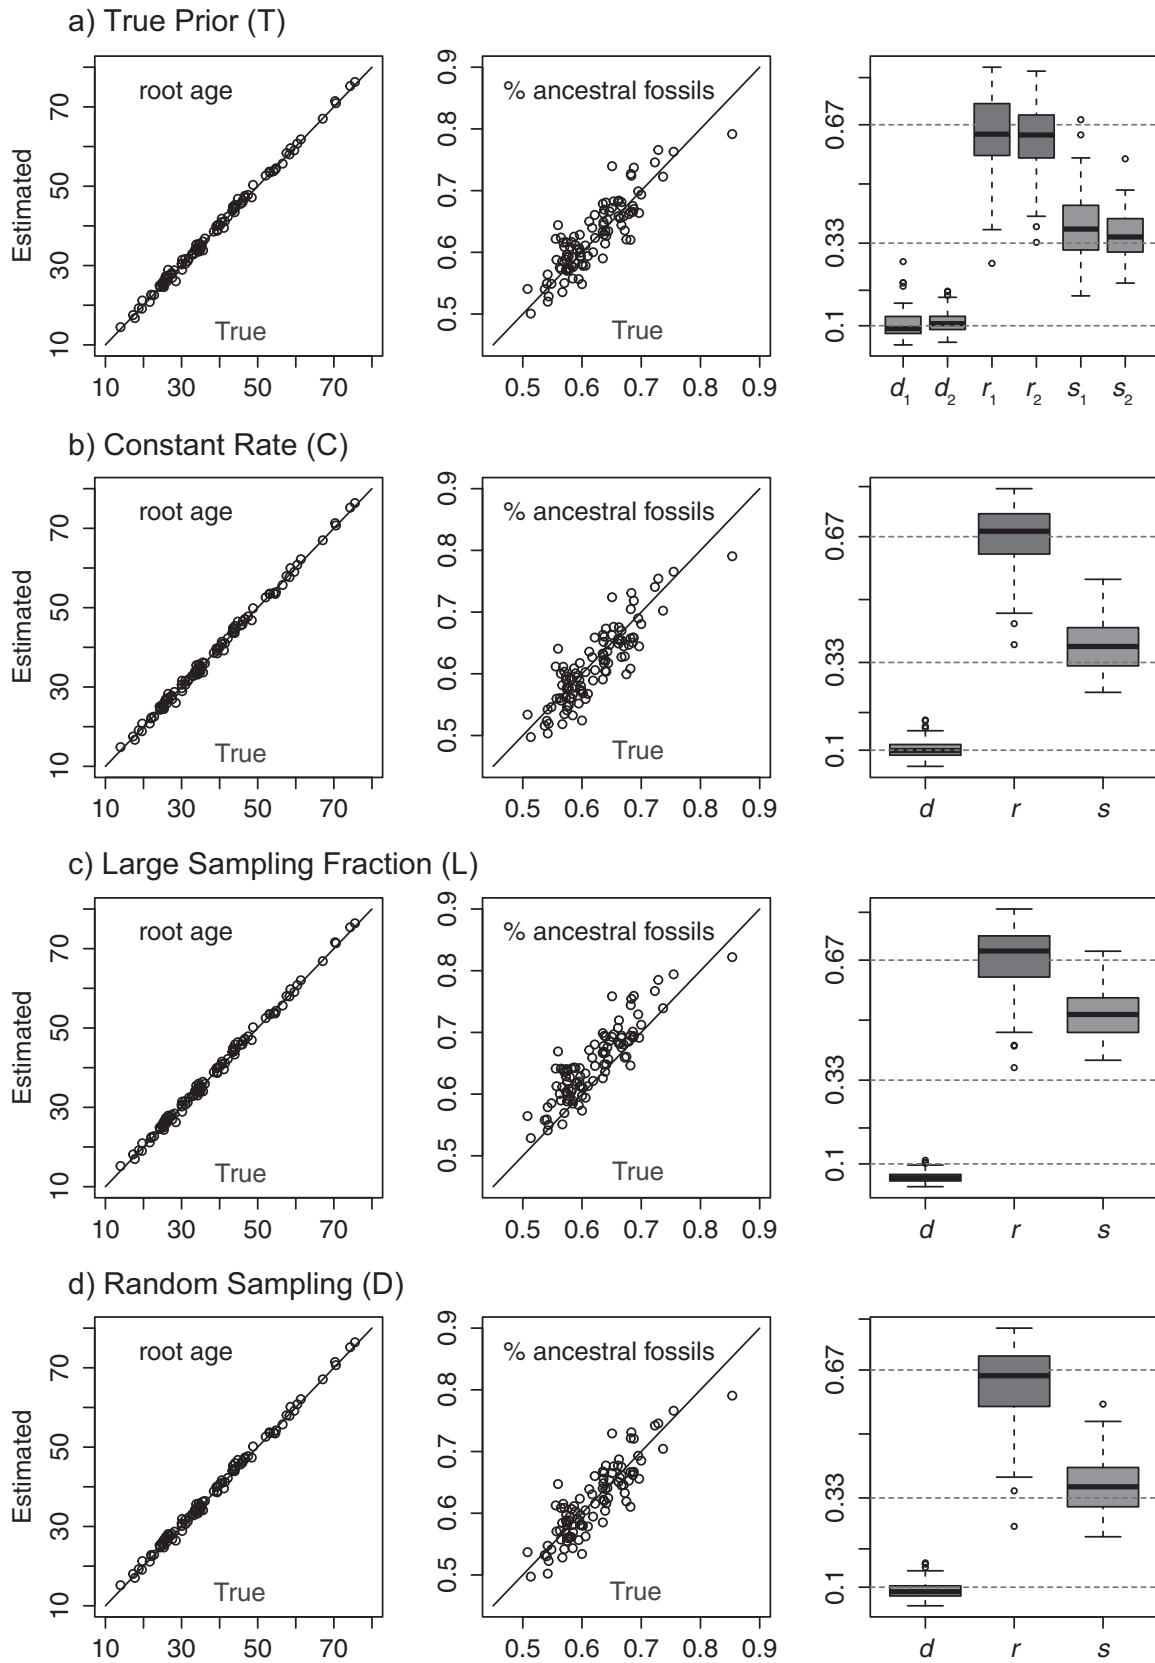 a) True Prior (T)
root age
% ancestral fossils
Estimated
True
True
10 30 50 70
10 30 50 70
0.5 0.6 0.7 0.8 0.9
0.5 0.6 0.7 0.8 0.9
0.1 0.33 0.67
d1 d2 r1 r2 s1 s2
b) Constant Rate (C)
root age
% ancestral fossils
Estimated
True
True
10 30 50 70
10 30 50 70
0.5 0.6 0.7 0.8 0.9
0.5 0.6 0.7 0.8 0.9
0.1 0.33 0.67
d r s
c) Large Sampling Fraction (L)
root age
% ancestral fossils
Estimated
True
True
10 30 50 70
10 30 50 70
0.5 0.6 0.7 0.8 0.9
0.5 0.6 0.7 0.8 0.9
0.1 0.33 0.67
d r s
d) Random Sampling (D)
root age
% ancestral fossils
Estimated
True
True
10 30 50 70
10 30 50 70
0.5 0.6 0.7 0.8 0.9
0.5 0.6 0.7 0.8 0.9
0.1 0.33 0.67
d r s